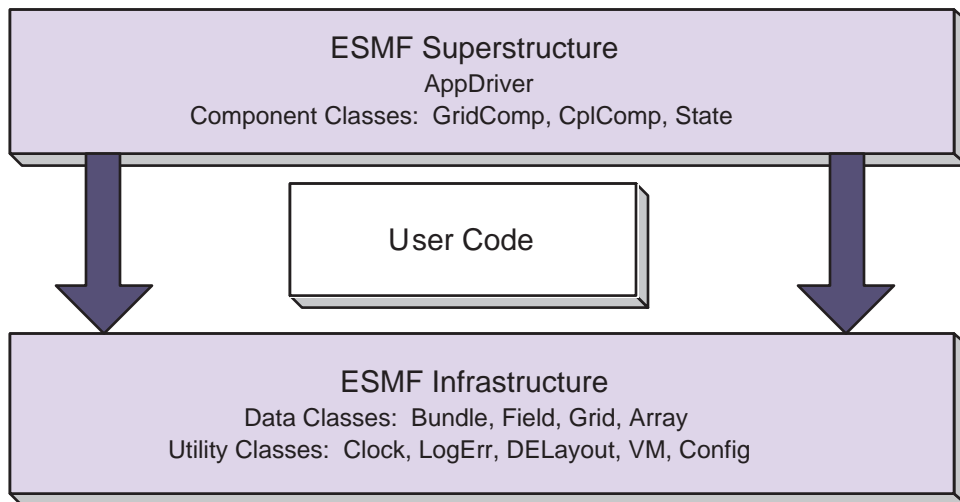 ESMF Superstructure
AppDriver
Component Classes: GridComp, CplComp, State
User Code
ESMF Infrastructure
Data Classes: Bundle, Field, Grid, Array
Utility Classes: Clock, LogErr, DELayout, VM, Config